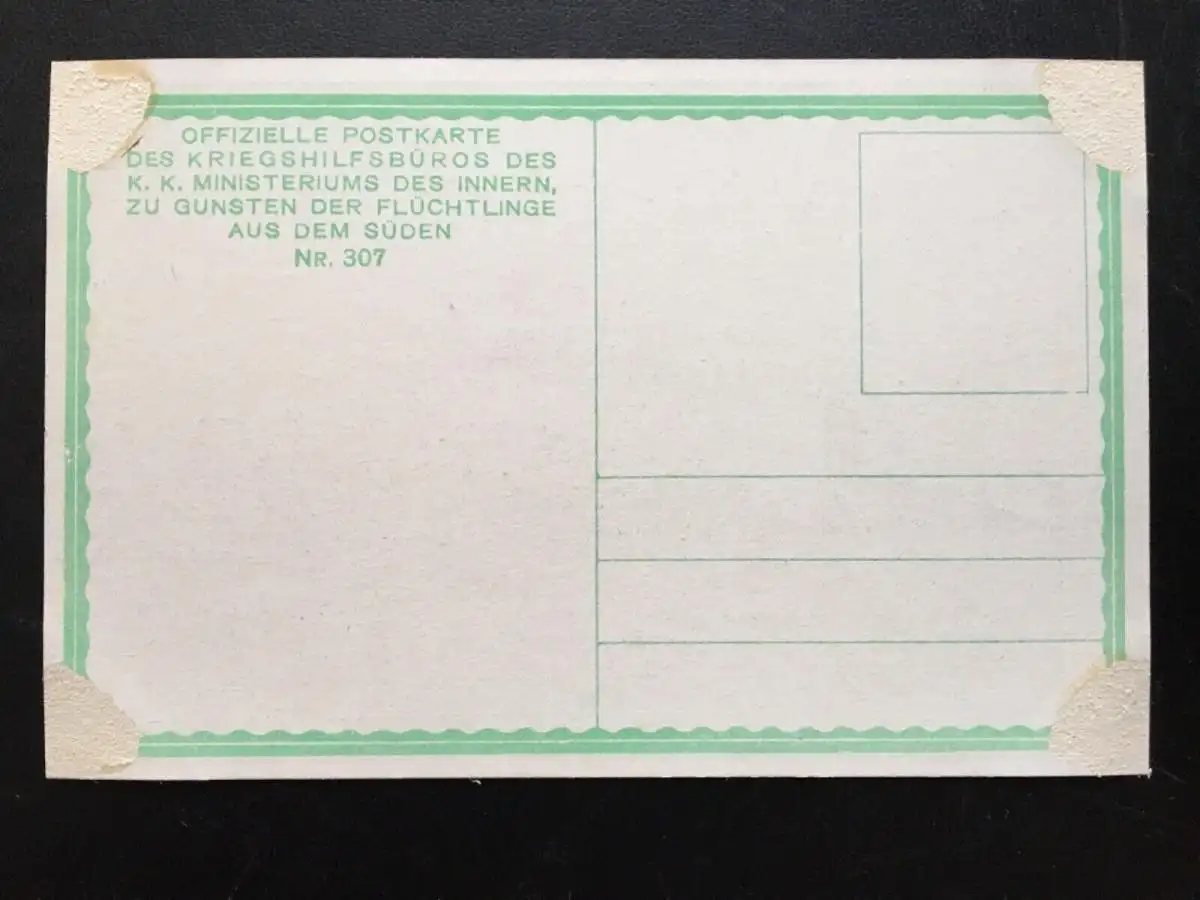 OFFIZIELLE POSTKARTE
DES KRIEGSHILFSBÜROS DES
K. K. MINISTERIUMS DES INNERN,
ZU GUNSTEN DER FLÜCHTLINGE
AUS DEM SÜDEN
NR. 307